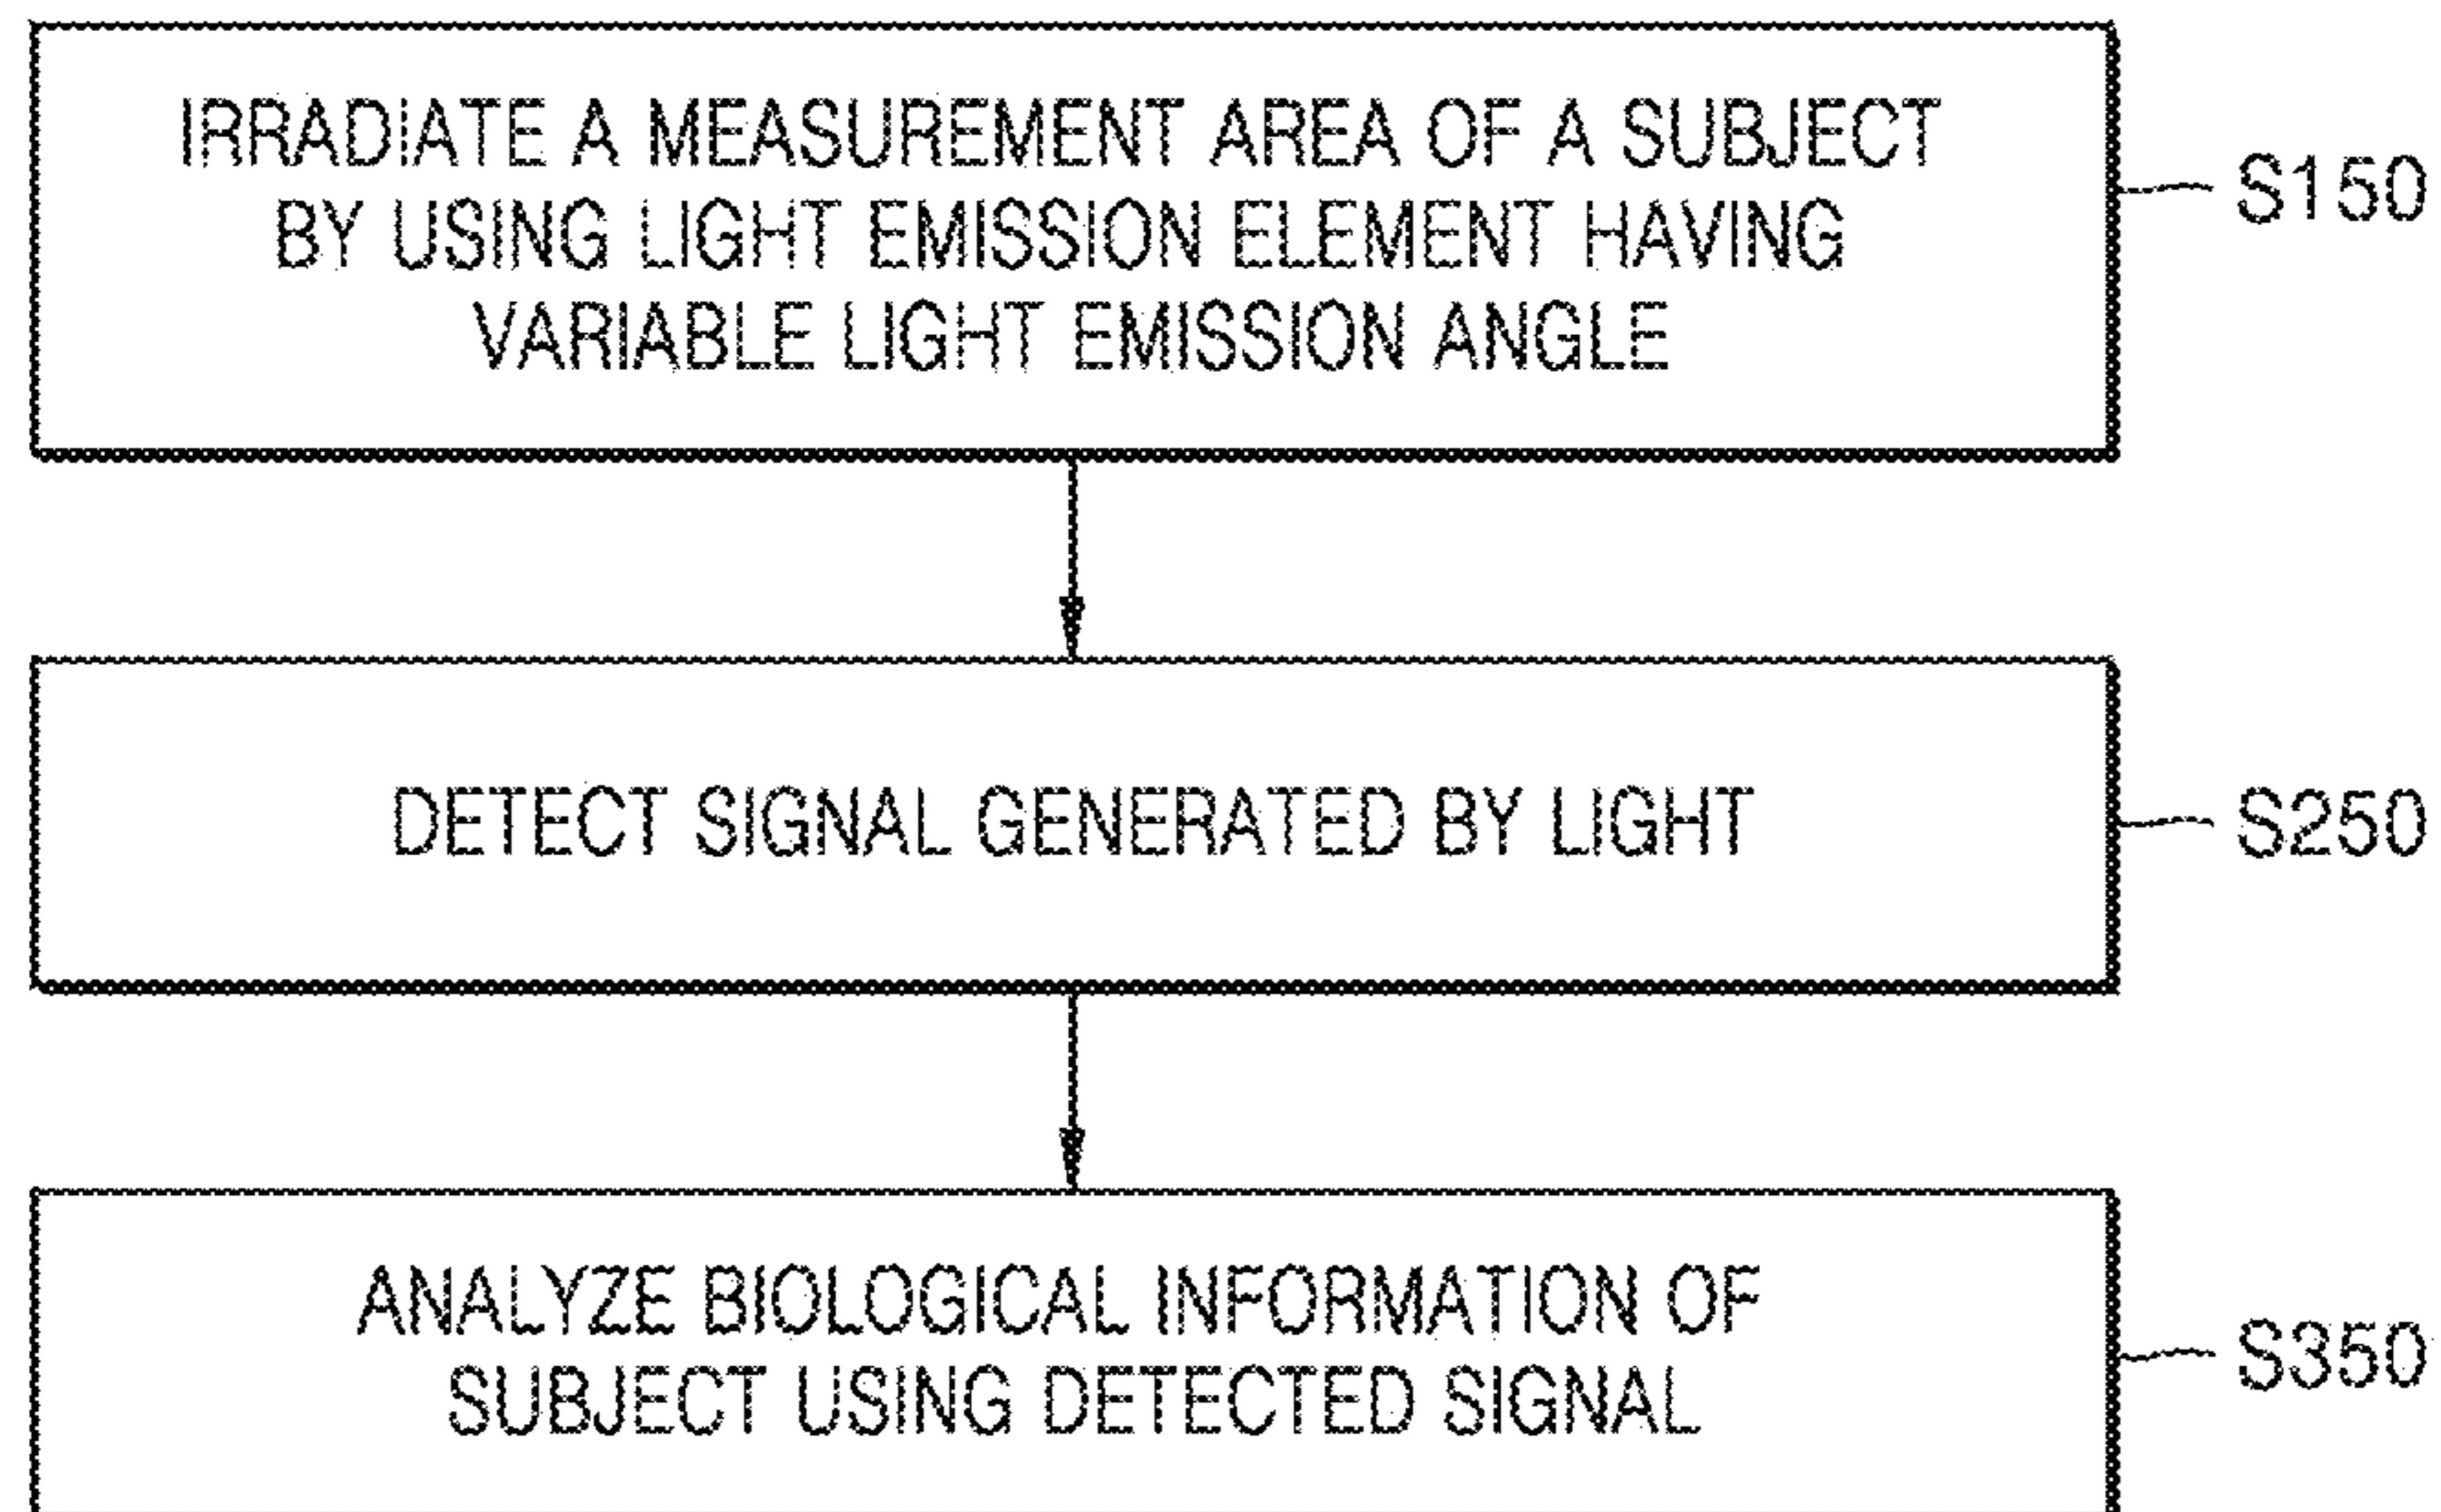 IRRADIATE A MEASUREMENT AREA OF A SUBJECT
BY USING LIGHT EMISSION ELEMENT HAVING
VARIABLE LIGHT EMISSION ANGLE
S150
DETECT SIGNAL GENERATED BY LIGHT
S250
ANALYZE BIOLOGICAL INFORMATION OF
SUBJECT USING DETECTED SIGNAL
S350